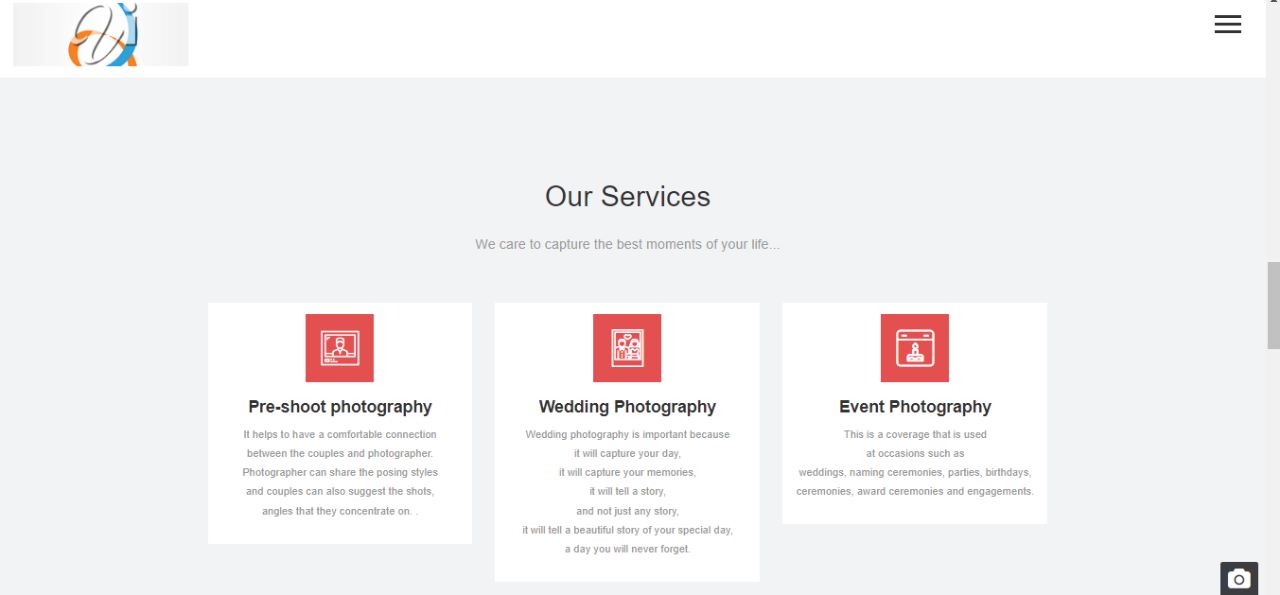 Our Services
We care to capture the best moments of your life...
Pre-shoot photography
It helps to have a comfortable connection
between the couples and photographer.
Photographer can share the posing styles
and couples can also suggest the shots,
angles that they concentrate on. .
Wedding Photography
Wedding photography is important because
it will capture your day,
it will capture your memories,
it will tell a story,
and not just any story,
it will tell a beautiful story of your special day,
a day you will never forget.
Event Photography
This is a coverage that is used
at occasions such as
weddings, naming ceremonies, parties, birthdays,
ceremonies, award ceremonies and engagements.